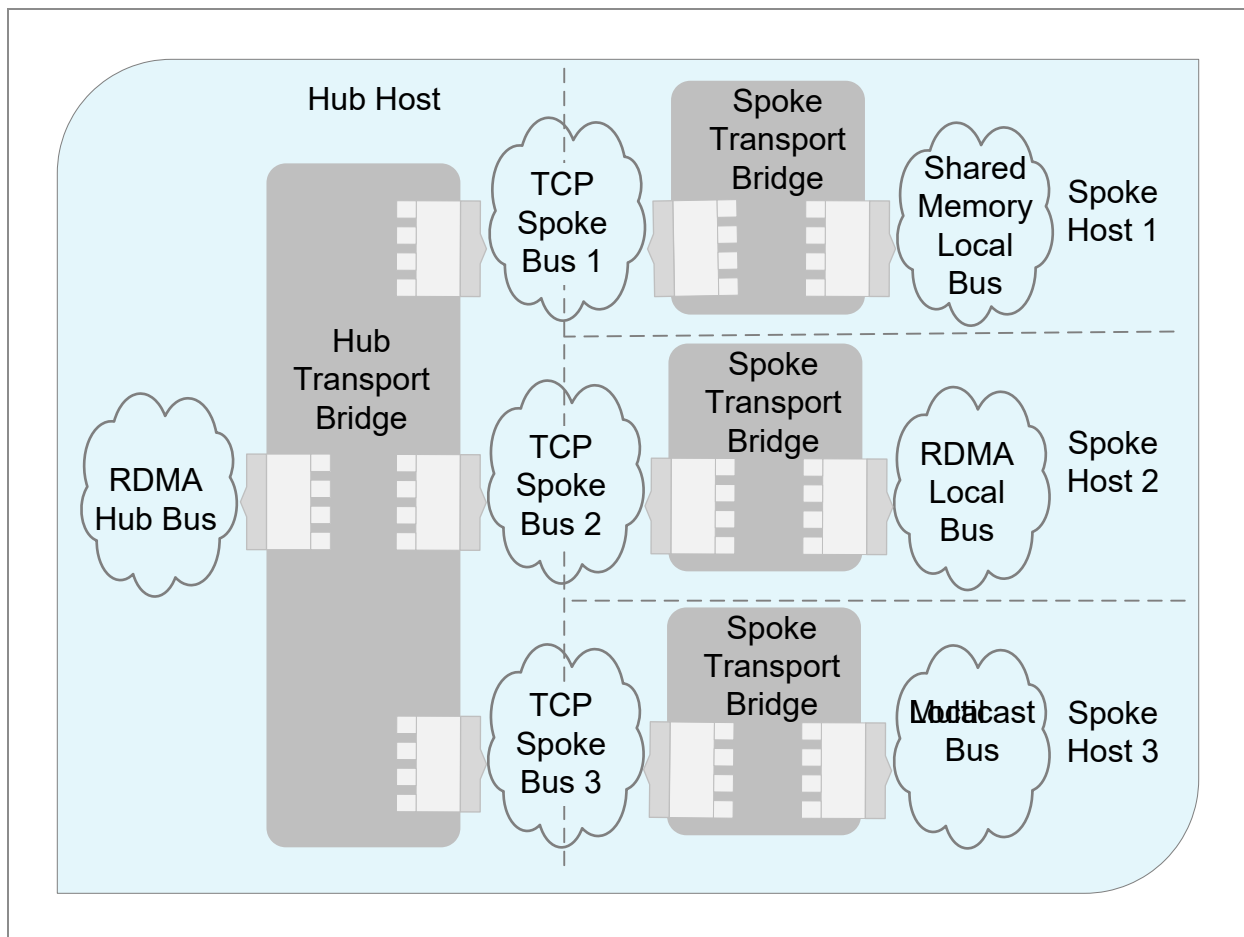 Hub Host
Spoke
Transport
Bridge
TCP
Spoke
Bus 1
Shared
Memory
Local
Bus
Spoke
Host 1
Hub
Transport
Bridge
Spoke
Transport
Bridge
RDMA
Hub Bus
TCP
Spoke
Bus 2
RDMA
Local
Bus
Spoke
Host 2
Spoke
Transport
Bridge
TCP
Spoke
Bus 3
Multicast
Local
Bus
Spoke
Host 3